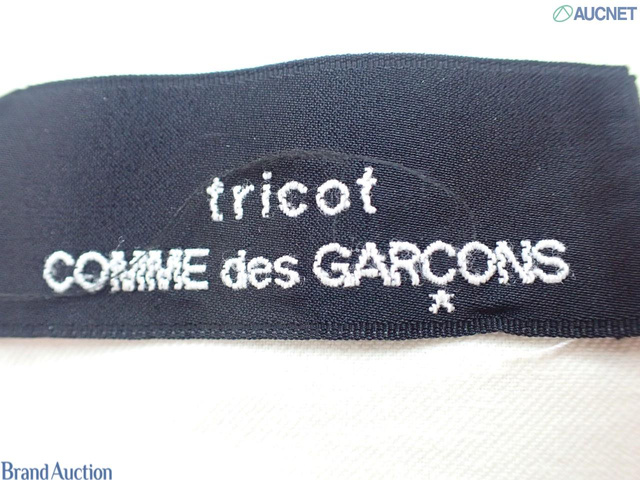 AUCNET
tricot
COMME des GARCONS
*
Brand Auction